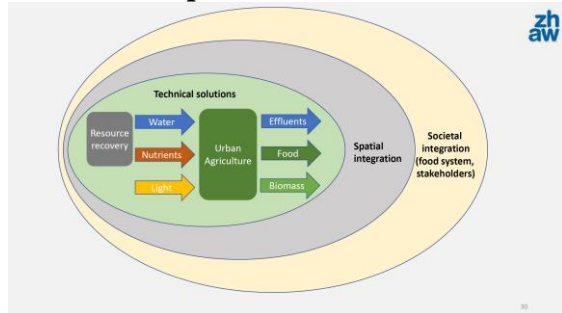 zh
aw
Technical solutions
Resource
recovery
Water
Nutrients
Light
Urban
Agriculture
Effluents
Food
Biomass
Spatial
integration
Societal
integration
(food system,
stakeholders)
30